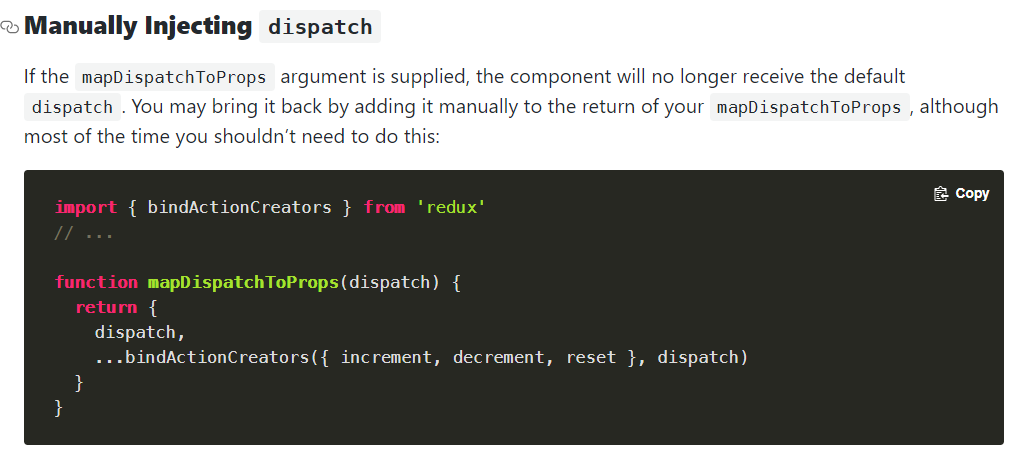 Manually Injecting dispatch
If the mapDispatchToProps argument is supplied, the component will no longer receive the default
dispatch. You may bring it back by adding it manually to the return of your mapDispatchToProps, although
most of the time you shouldn’t need to do this:
Copy
import { bindActionCreators } from 'redux'
// ...
function mapDispatchToProps(dispatch) {
  return {
    dispatch,
    ...bindActionCreators({ increment, decrement, reset }, dispatch)
  }
}